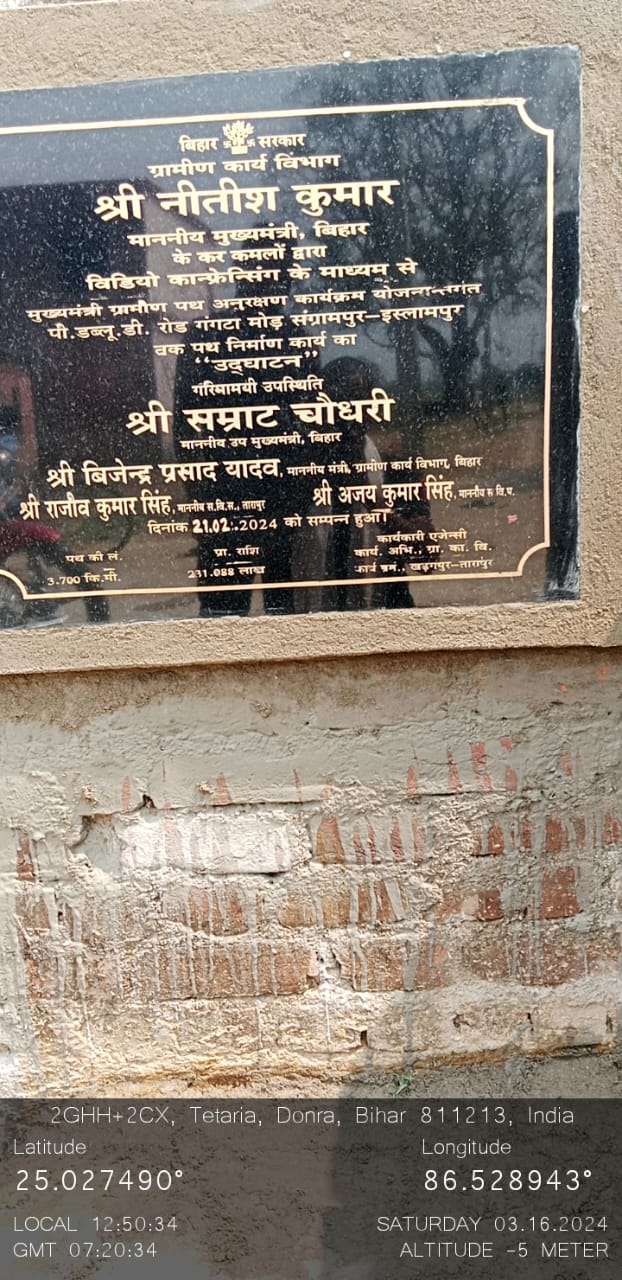 बिहार सरकार
ग्रामीण कार्य विभाग
श्री नीतीश कुमार
माननीय मुख्यमंत्री, बिहार
के कर कमलों द्वारा
विडियो कान्फ्रेन्सिंग के माध्यम से
मुख्यमंत्री ग्रामीण पथ अनुरक्षण कार्यक्रम योजनान्तर्गत
पी.डब्लू.डी. रोड गंगटा मोड़ संग्रामपुर–इस्लामपुर
तक पथ निर्माण कार्य का
“उद्घाटन”
गरिमामयी उपस्थिति
श्री सम्राट चौधरी
माननीय उप मुख्यमंत्री, बिहार
श्री बिजेन्द्र प्रसाद यादव, माननीय मंत्री, ग्रामीण कार्य विभाग, बिहार
श्री राजीव कुमार सिंह, माननीय स.वि.स., तारापुर श्री अजय कुमार सिंह, माननीय स वि.प.
दिनांक 21.02.2024 को सम्पन्न हुआ।
पथ की लं. प्रा. राशि कार्यकारी एजेन्सी
कार्य. अभि., ग्रा. का. वि.
3.700 कि.मी. 231.088 लाख कार्य प्रम., खड़गपुर–तारापुर
2GHH+2CX, Tetaria, Donra, Bihar 811213, India
Latitude Longitude
25.027490° 86.528943°
LOCAL 12:50:34 SATURDAY 03.16.2024
GMT 07:20:34 ALTITUDE -5 METER